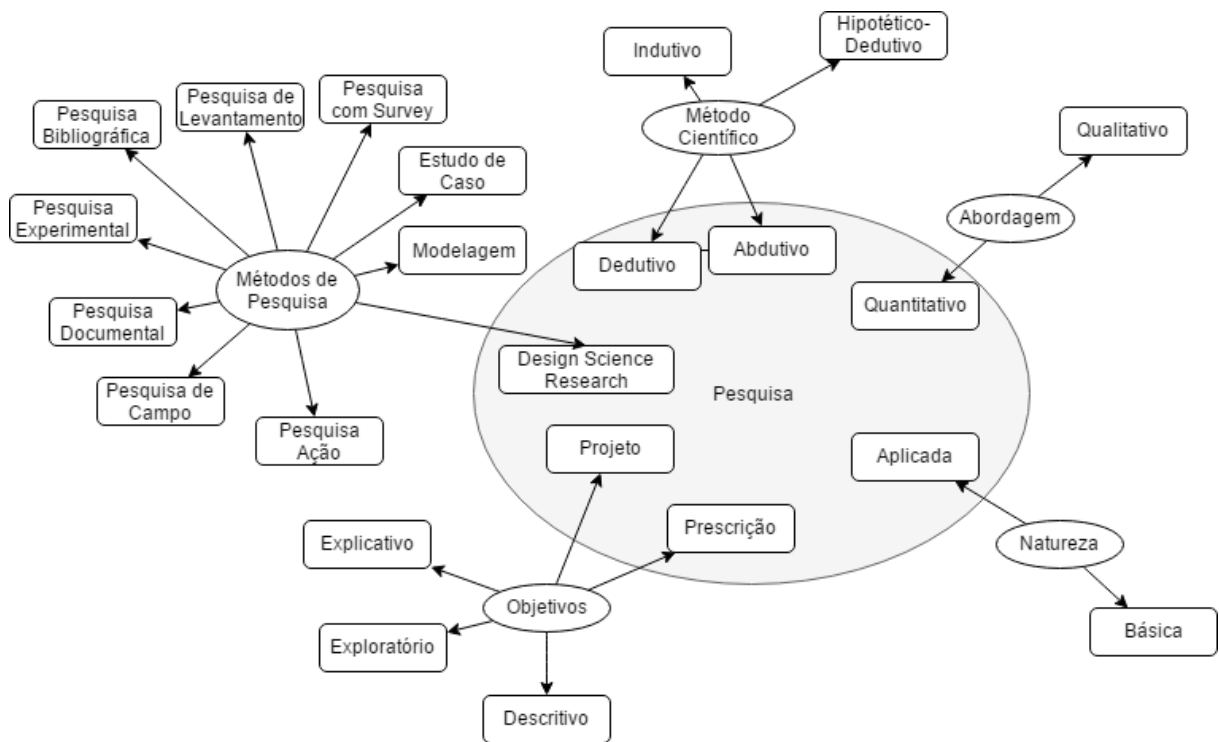 Hipotético-
Dedutivo
Indutivo
Pesquisa
com Survey
Pesquisa de
Levantamento
Pesquisa
Bibliográfica
Método
Científico
Qualitativo
Estudo de
Caso
Pesquisa
Experimental
Abordagem
Modelagem
Abdutivo
Dedutivo
Métodos de
Pesquisa
Quantitativo
Pesquisa
Documental
Design Science
Research
Pesquisa
Pesquisa de
Campo
Pesquisa
Ação
Projeto
Aplicada
Prescrição
Explicativo
Natureza
Objetivos
Exploratório
Básica
Descritivo